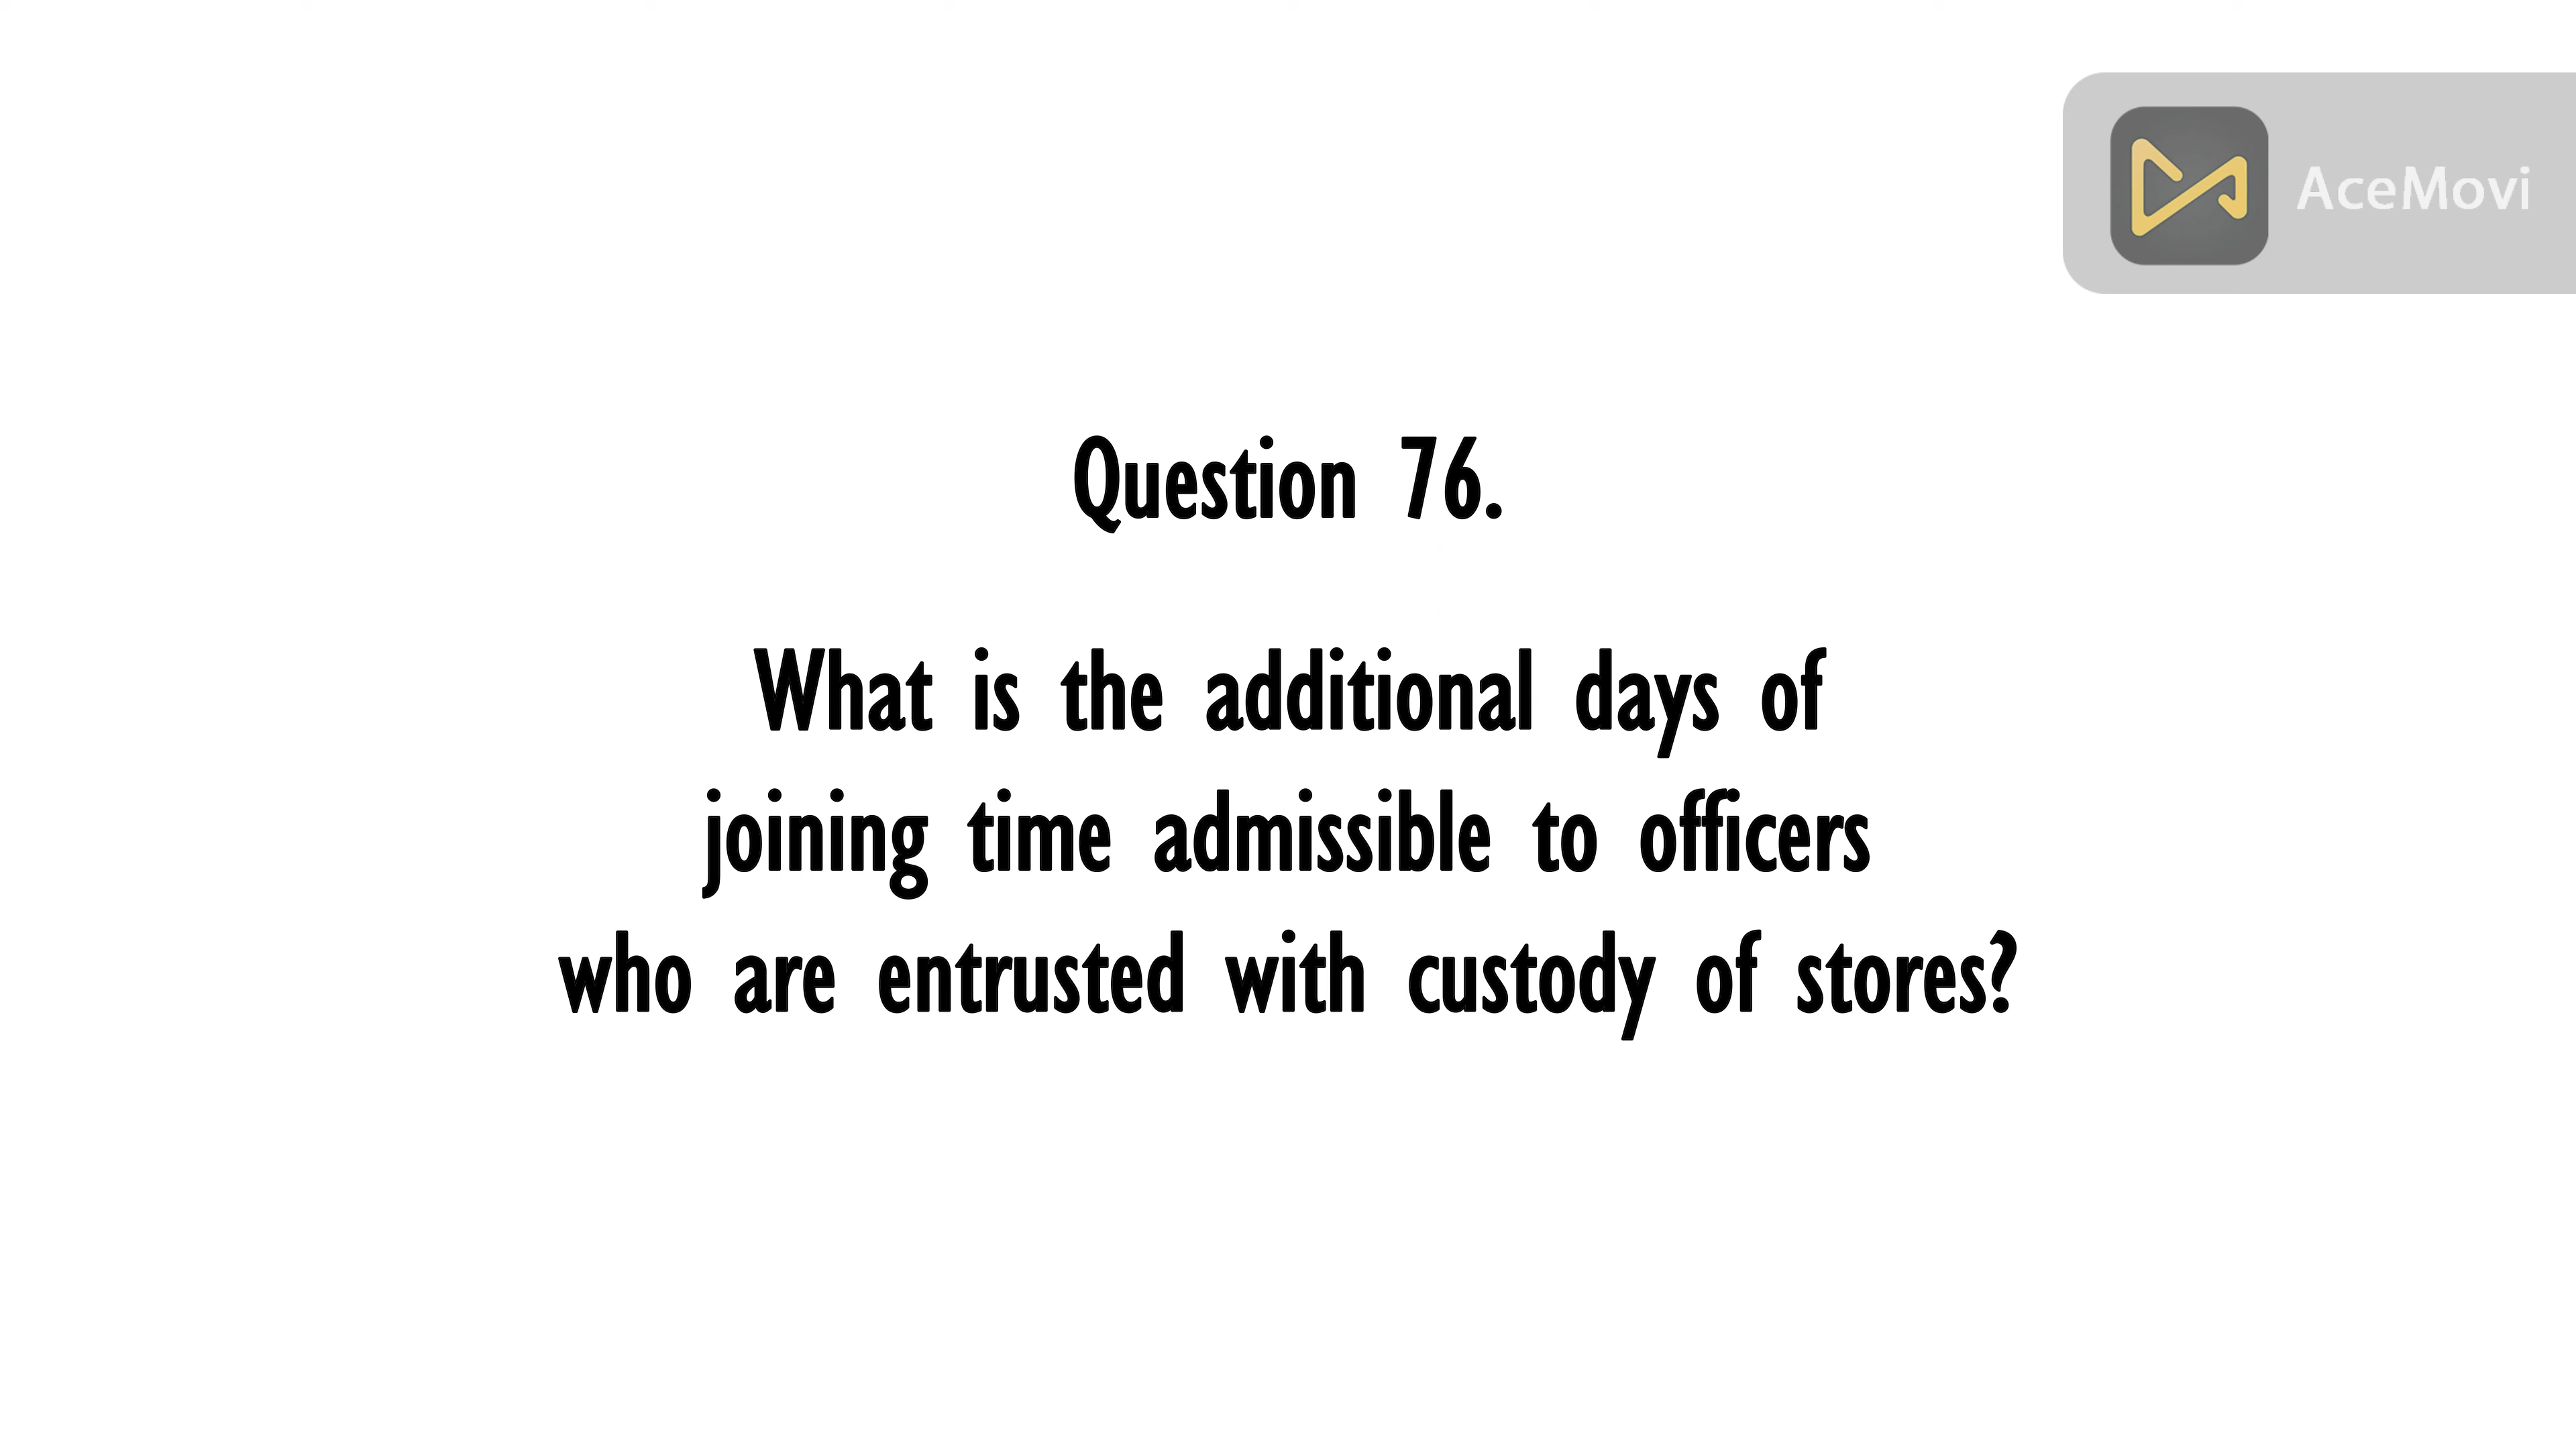 AceMovi
Question 76.
What is the additional days of
joining time admissible to officers
who are entrusted with custody of stores?